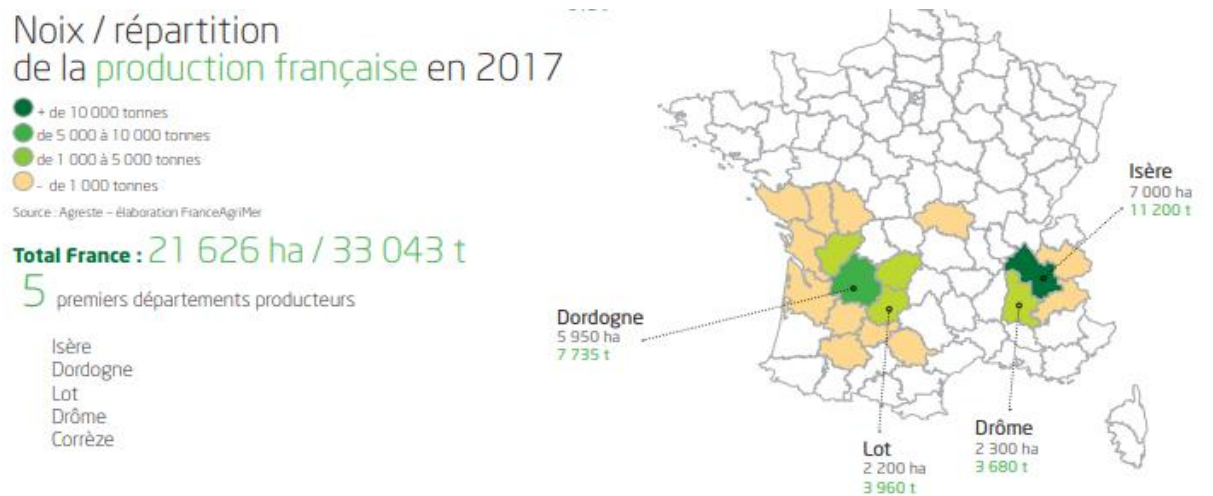 Noix / répartition
de la production française en 2017
+ de 10 000 tonnes
de 5 000 à 10 000 tonnes
de 1 000 à 5 000 tonnes
- de 1 000 tonnes
Source : Agreste – élaboration FranceAgriMer
Total France : 21 626 ha / 33 043 t
5 premiers départements producteurs
Isère
Dordogne
Lot
Drôme
Corrèze
Isère
7 000 ha
11 200 t
Dordogne
5 950 ha
7 735 t
Drôme
2 300 ha
3 680 t
Lot
2 200 ha
3 960 t